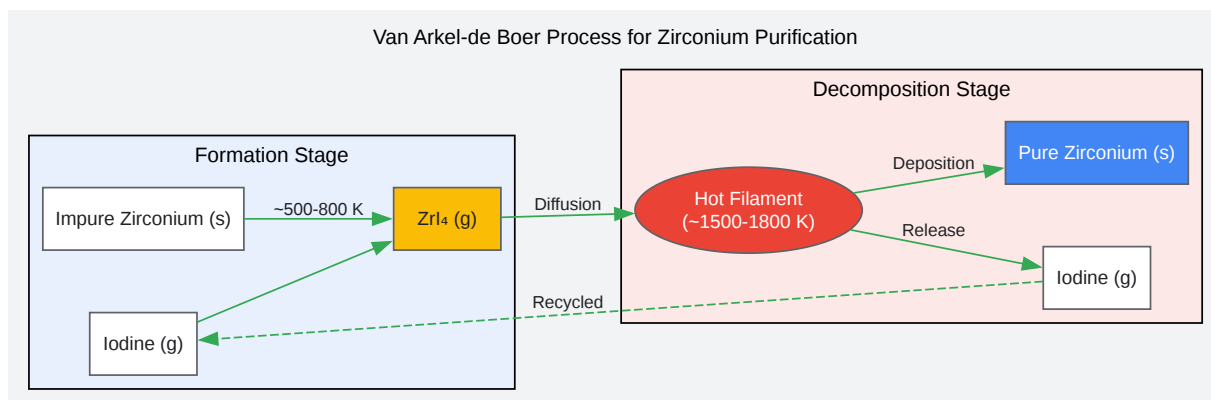 Van Arkel-de Boer Process for Zirconium Purification
Formation Stage
Impure Zirconium (s)
~500-800 K
ZrI₄ (g)
Iodine (g)
Diffusion
Recycled
Decomposition Stage
Hot Filament
(~1500-1800 K)
Deposition
Pure Zirconium (s)
Release
Iodine (g)